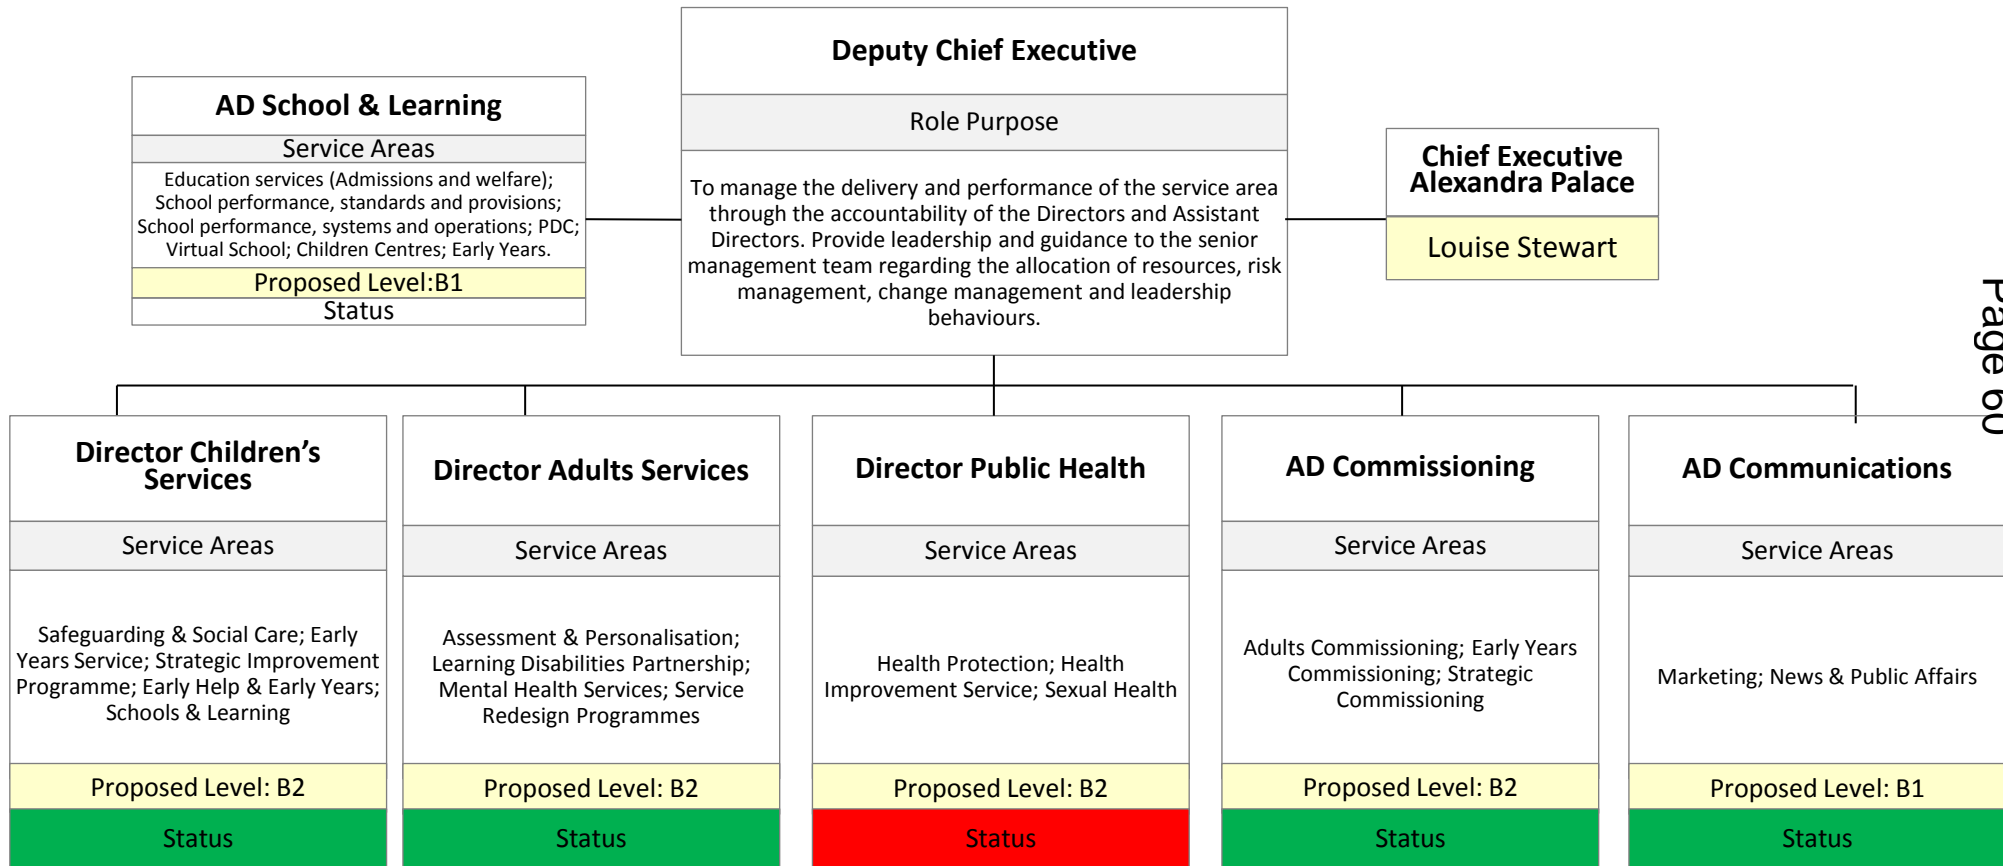 Deputy Chief Executive
Role Purpose
To manage the delivery and performance of the service area
through the accountability of the Directors and Assistant
Directors. Provide leadership and guidance to the senior
management team regarding the allocation of resources, risk
management, change management and leadership
behaviours.
AD School & Learning
Service Areas
Education services (Admissions and welfare);
School performance, standards and provisions;
School performance, systems and operations; PDC;
Virtual School; Children Centres; Early Years.
Proposed Level:B1
Status
Chief Executive
Alexandra Palace
Louise Stewart
Page 60
Director Children’s
Services
Service Areas
Safeguarding & Social Care; Early
Years Service; Strategic Improvement
Programme; Early Help & Early Years;
Schools & Learning
Proposed Level: B2
Status
Director Adults Services
Service Areas
Assessment & Personalisation;
Learning Disabilities Partnership;
Mental Health Services; Service
Redesign Programmes
Proposed Level: B2
Status
Director Public Health
Service Areas
Health Protection; Health
Improvement Service; Sexual Health
Proposed Level: B2
Status
AD Commissioning
Service Areas
Adults Commissioning; Early Years
Commissioning; Strategic
Commissioning
Proposed Level: B2
Status
AD Communications
Service Areas
Marketing; News & Public Affairs
Proposed Level: B1
Status